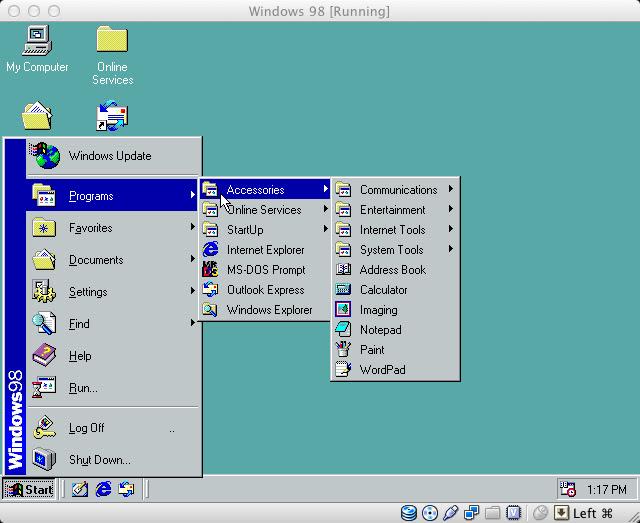 Windows 98 [Running]
My Computer
Online
Services
Windows Update
Programs
Favorites
Documents
Settings
Find
Help
Run...
Log Off ..
Shut Down...
Windows98
Accessories
Online Services
StartUp
Internet Explorer
MS-DOS Prompt
Outlook Express
Windows Explorer
Communications
Entertainment
Internet Tools
System Tools
Address Book
Calculator
Imaging
Notepad
Paint
WordPad
Start
1:17 PM
Left ⌘